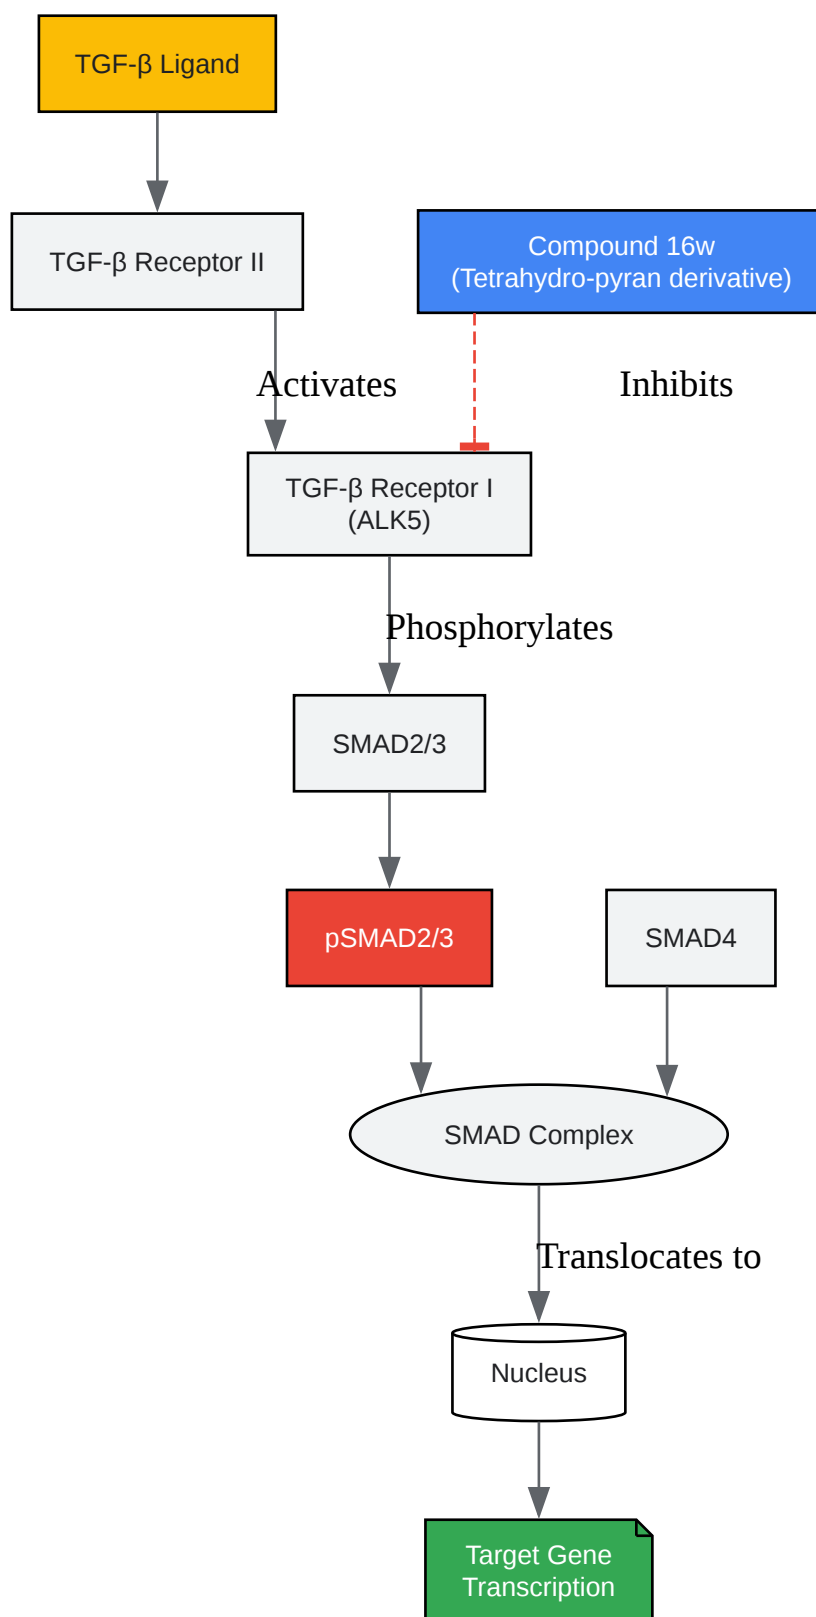 TGF-β Ligand
TGF-β Receptor II
Compound 16w
(Tetrahydro-pyran derivative)
Activates
Inhibits
TGF-β Receptor I
(ALK5)
Phosphorylates
SMAD2/3
pSMAD2/3
SMAD4
SMAD Complex
Translocates to
Nucleus
Target Gene
Transcription